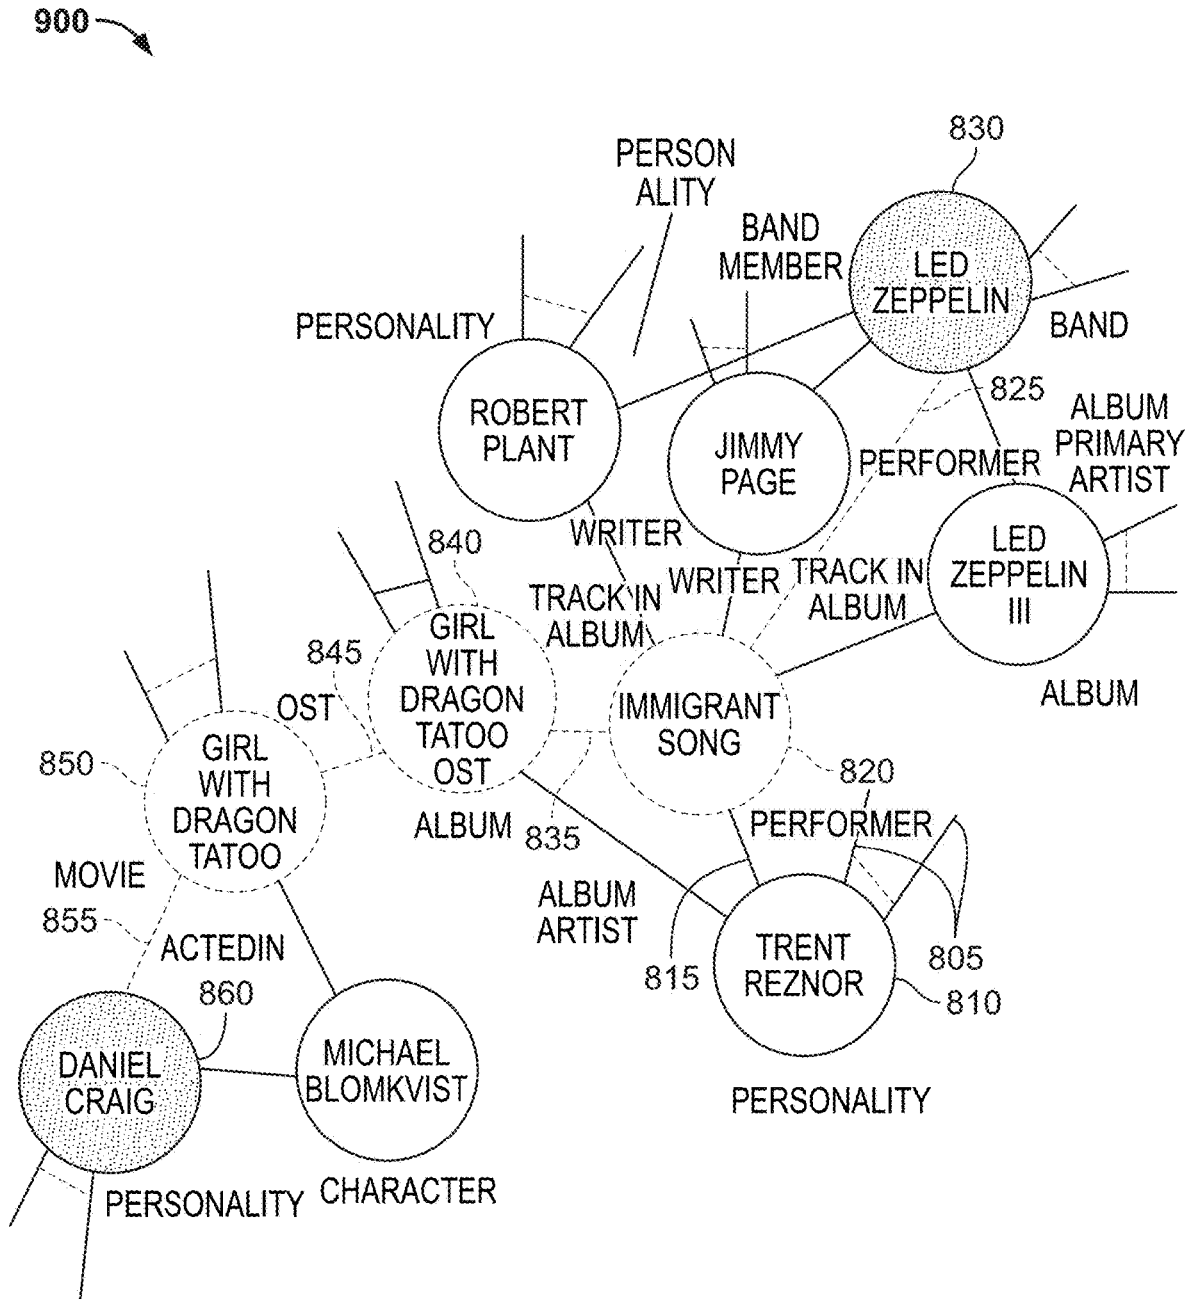 900
830
PERSON
ALITY
BAND
MEMBER
LED
ZEPPELIN
PERSONALITY
BAND
825
ROBERT
PLANT
JIMMY
PAGE
PERFORMER
ALBUM
PRIMARY
ARTIST
WRITER
840
WRITER
TRACK IN
ALBUM
LED
ZEPPELIN
III
TRACK IN
ALBUM
845
OST
GIRL
WITH
DRAGON
TATOO
OST
IMMIGRANT
SONG
ALBUM
850
GIRL
WITH
DRAGON
TATOO
820
ALBUM
835
PERFORMER
MOVIE
855
ACTEDIN
ALBUM
ARTIST
815
TRENT
REZNOR
805
810
860
DANIEL
CRAIG
MICHAEL
BLOMKVIST
PERSONALITY
PERSONALITY
CHARACTER